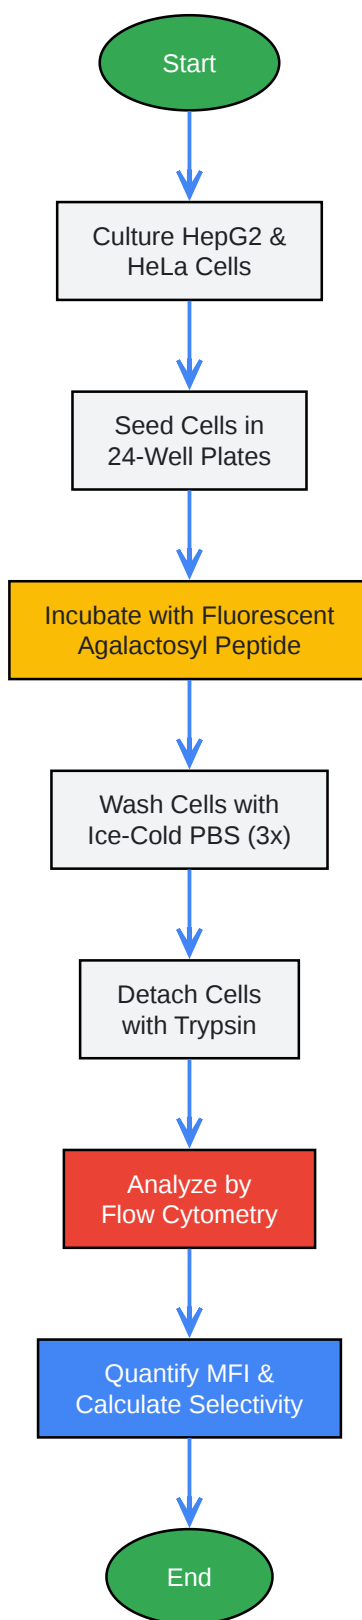 Start
Culture HepG2 &
HeLa Cells
Seed Cells in
24-Well Plates
Incubate with Fluorescent
Agalactosyl Peptide
Wash Cells with
Ice-Cold PBS (3x)
Detach Cells
with Trypsin
Analyze by
Flow Cytometry
Quantify MFI &
Calculate Selectivity
End